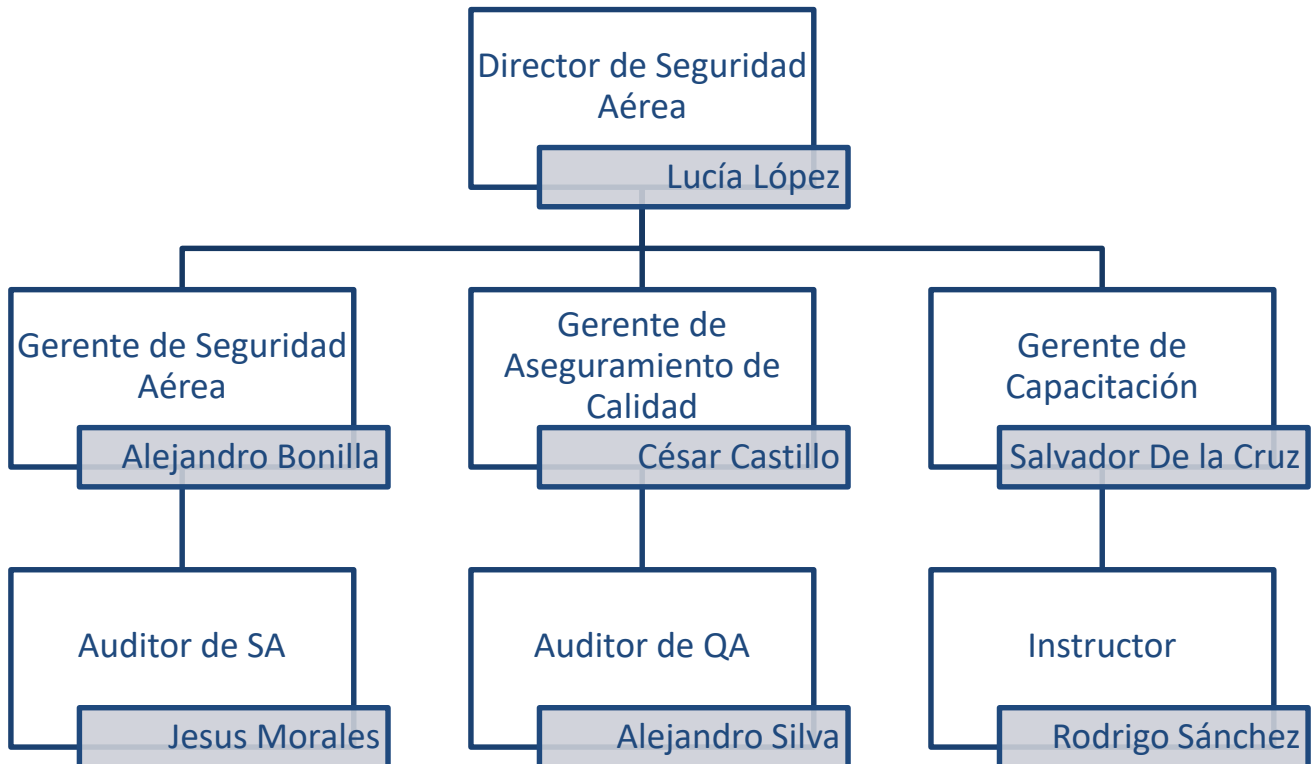 Director de Seguridad
Aérea
Lucía López
Gerente de Seguridad
Aérea
Alejandro Bonilla
Gerente de
Aseguramiento de
Calidad
César Castillo
Gerente de
Capacitación
Salvador De la Cruz
Auditor de SA
Jesus Morales
Auditor de QA
Alejandro Silva
Instructor
Rodrigo Sánchez